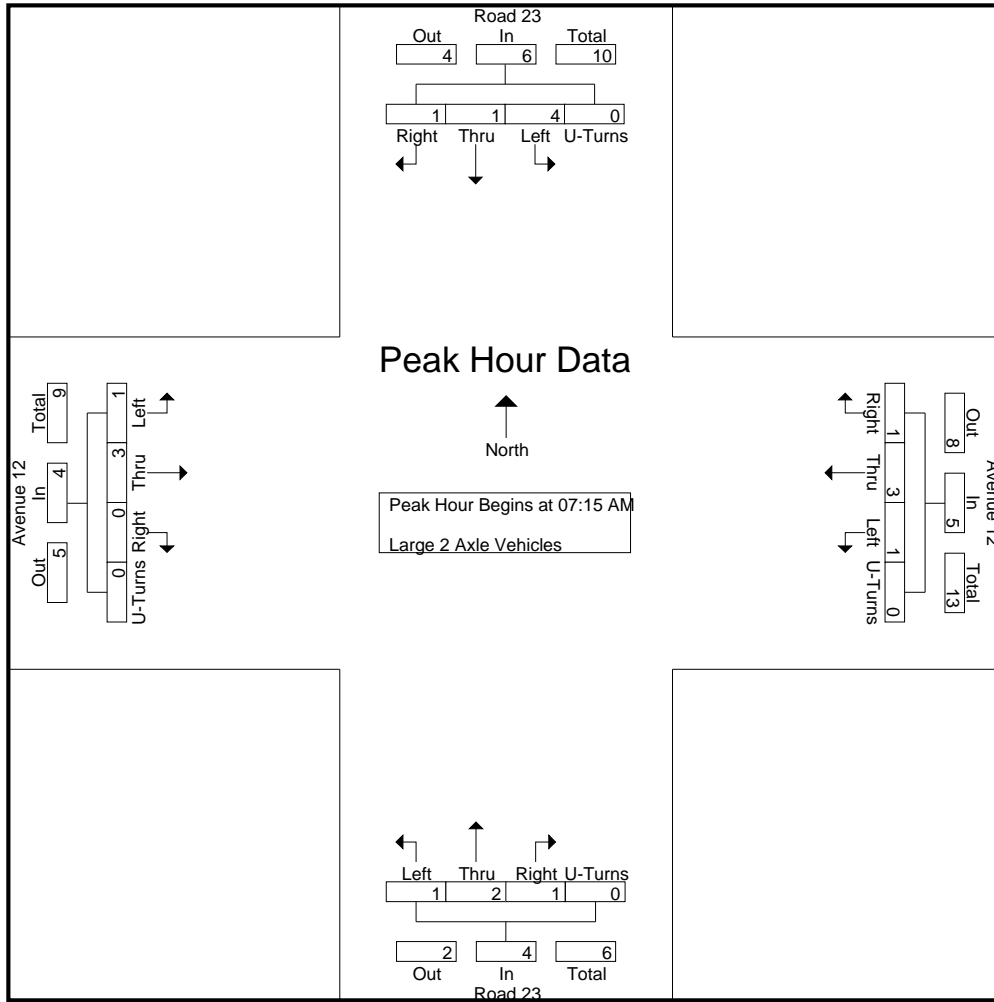 Road 23
Out In Total
4 6 10
1 1 4 0
Right Thru Left U-Turns
Peak Hour Data
North
Peak Hour Begins at 07:15 AM
Large 2 Axle Vehicles
Avenue 12
Out In Total
5 4 9
0 0 3 1
U-Turns Right Thru Left
Avenue 12
Out In Total
8 5 13
1 3 1 0
Right Thru Left U-Turns
Left Thru Right U-Turns
1 2 1 0
2 4 6
Out In Total
Road 23